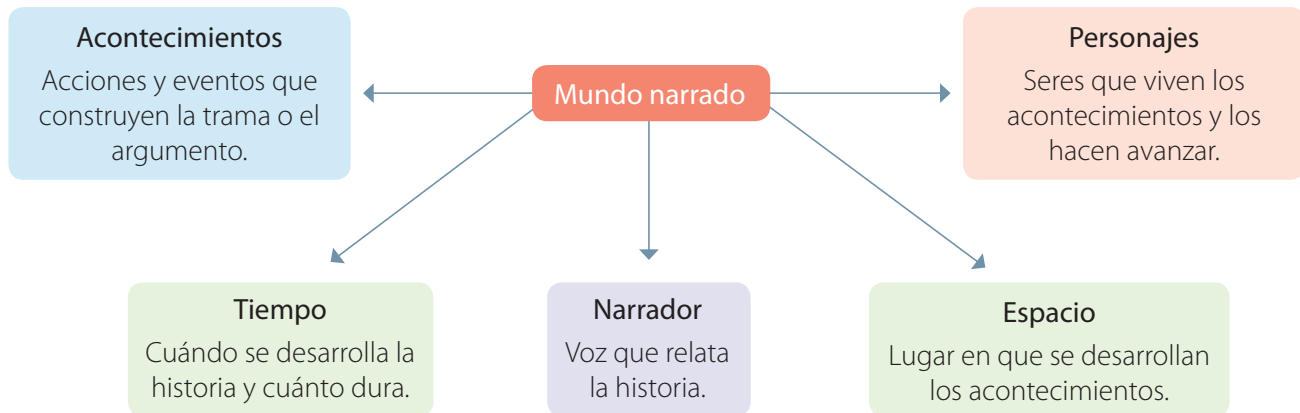 Acontecimientos
Acciones y eventos que
construyen la trama o el
argumento.
Mundo narrado
Personajes
Seres que viven los
acontecimientos y los
hacen avanzar.
Tiempo
Cuándo se desarrolla la
historia y cuánto dura.
Narrador
Voz que relata
la historia.
Espacio
Lugar en que se desarrollan
los acontecimientos.